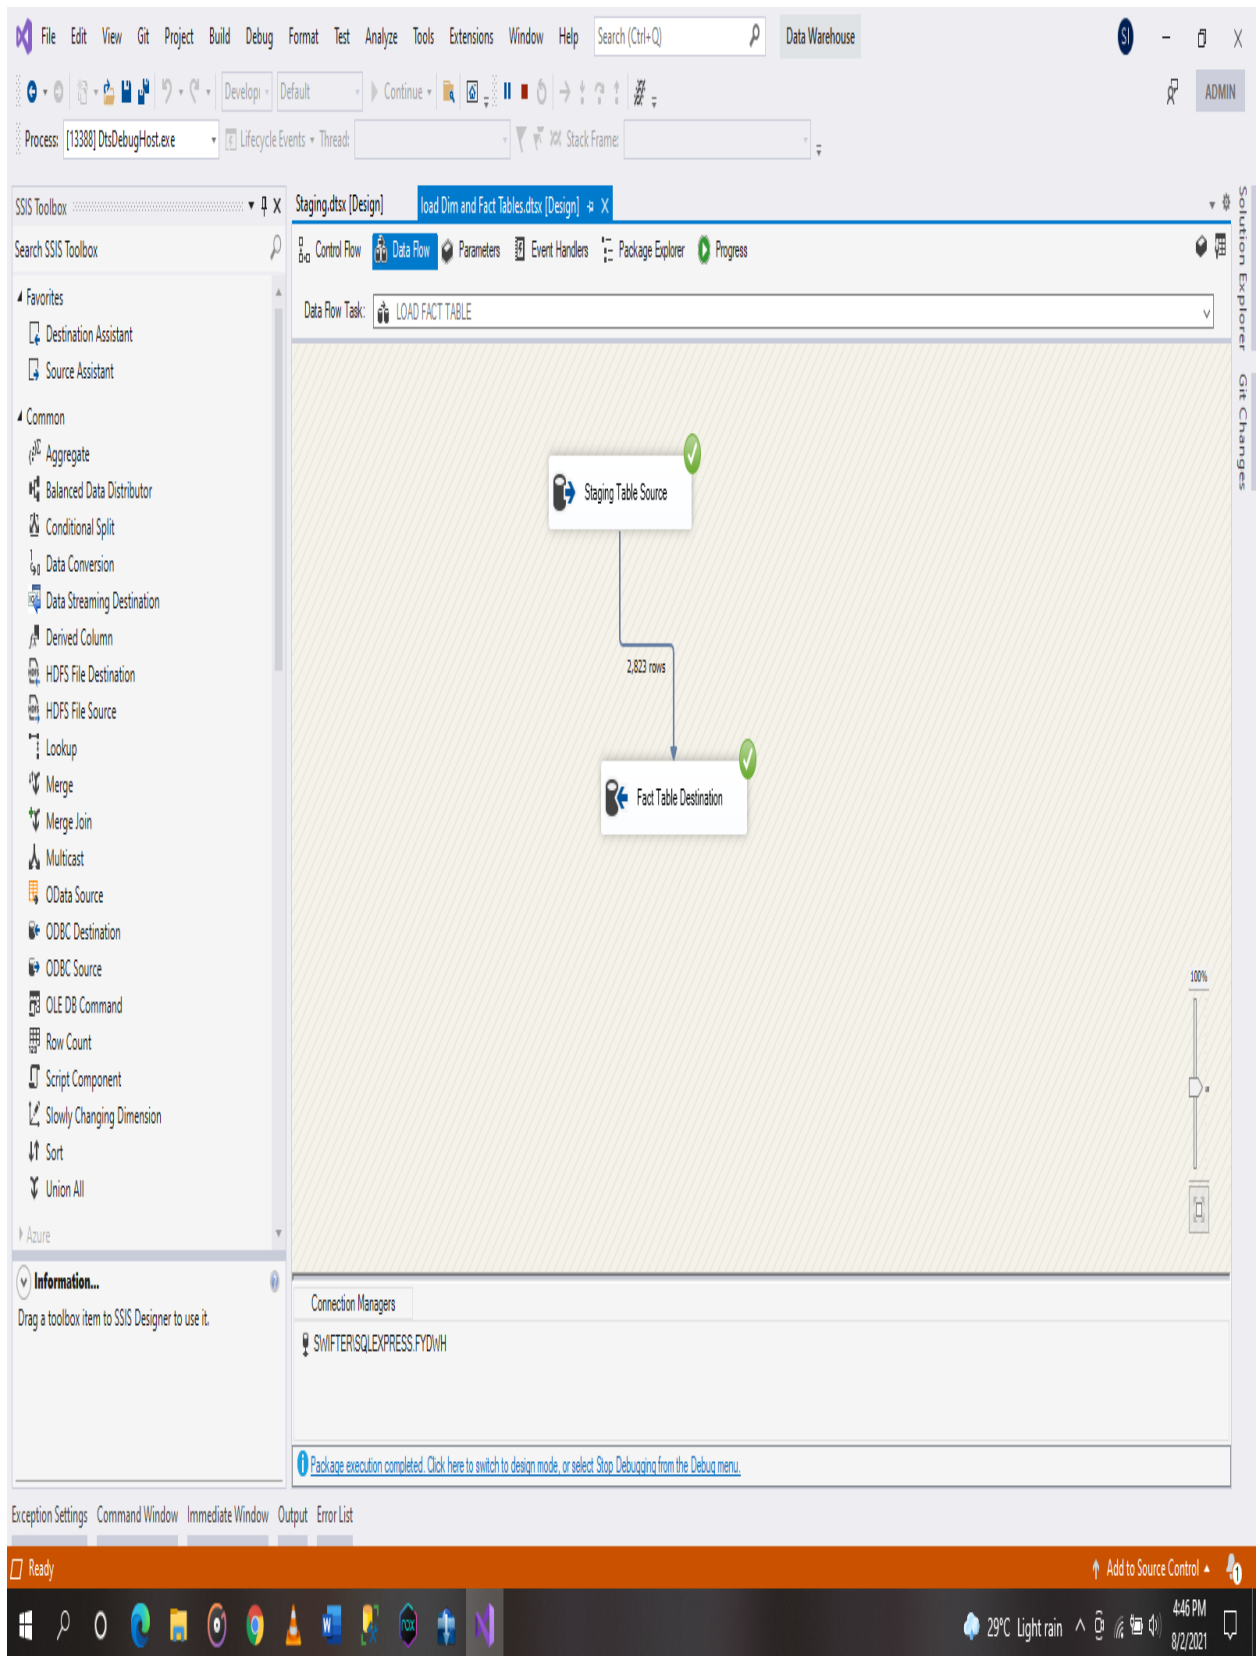 File Edit View Git Project Build Debug Format Test Analyze Tools Extensions Window Help Search (Ctrl+Q) Data Warehouse SI
Developi Default Continue ADMIN
Process: [13388] DtsDebugHost.exe Lifecycle Events Thread: Stack Frame:
SSIS Toolbox
Search SSIS Toolbox
Favorites
Destination Assistant
Source Assistant
Common
Aggregate
Balanced Data Distributor
Conditional Split
Data Conversion
Data Streaming Destination
Derived Column
HDFS File Destination
HDFS File Source
Lookup
Merge
Merge Join
Multicast
OData Source
ODBC Destination
ODBC Source
OLE DB Command
Row Count
Script Component
Slowly Changing Dimension
Sort
Union All
Azure
Information...
Drag a toolbox item to SSIS Designer to use it.
Staging.dtsx [Design] load Dim and Fact Tables.dtsx [Design]
Control Flow Data Flow Parameters Event Handlers Package Explorer Progress
Data Flow Task: LOAD FACT TABLE
Staging Table Source
2,823 rows
Fact Table Destination
100%
Connection Managers
SWIFTER\SQLEXPRESS.FYDWH
Package execution completed. Click here to switch to design mode, or select Stop Debugging from the Debug menu.
Solution Explorer
Git Changes
Exception Settings Command Window Immediate Window Output Error List
Ready Add to Source Control 1
29°C Light rain 4:46 PM
8/2/2021